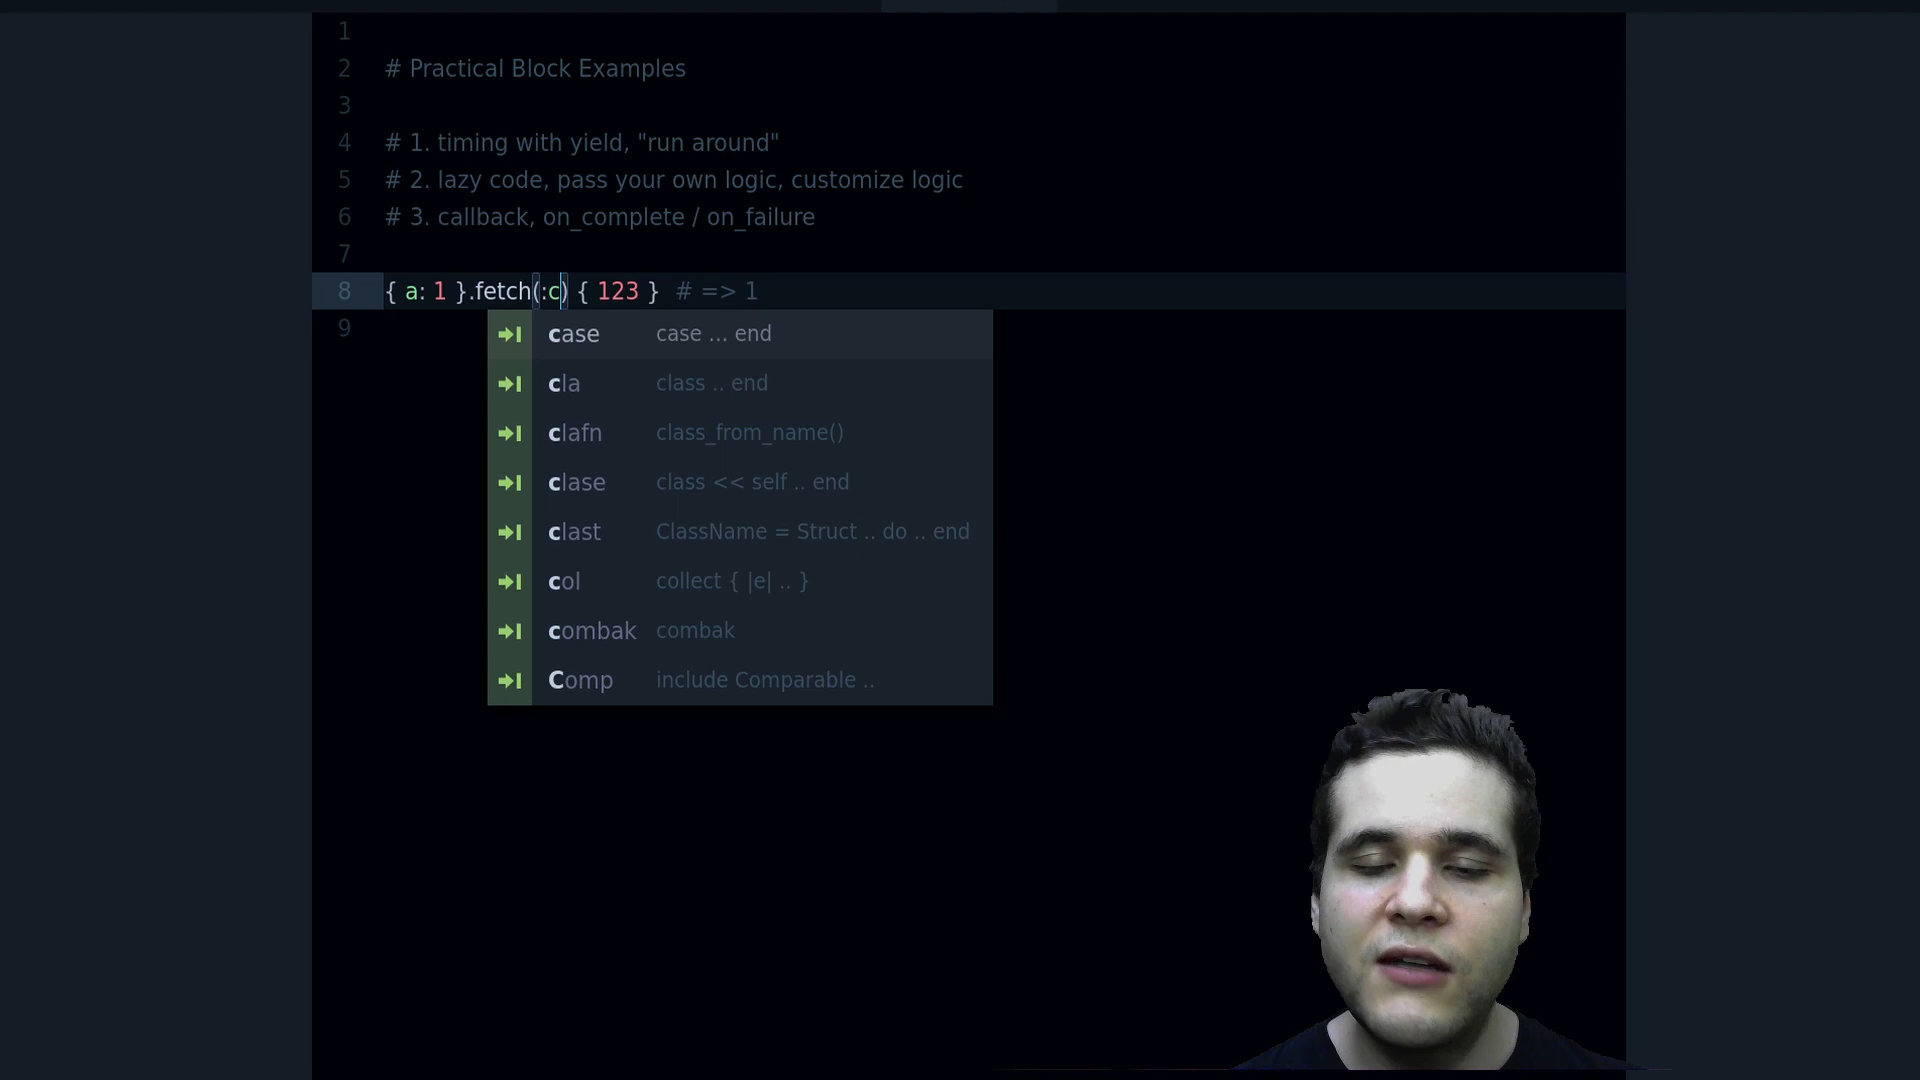 1
2 # Practical Block Examples
3
4 # 1. timing with yield, "run around"
5 # 2. lazy code, pass your own logic, customize logic
6 # 3. callback, on_complete / on_failure
7
8 { a: 1 }.fetch(:c) { 123 } # => 1
9
case case ... end
cla class .. end
clafn class_from_name()
clase class << self .. end
clast ClassName = Struct .. do .. end
col collect { |e| .. }
combak combak
Comp include Comparable ..